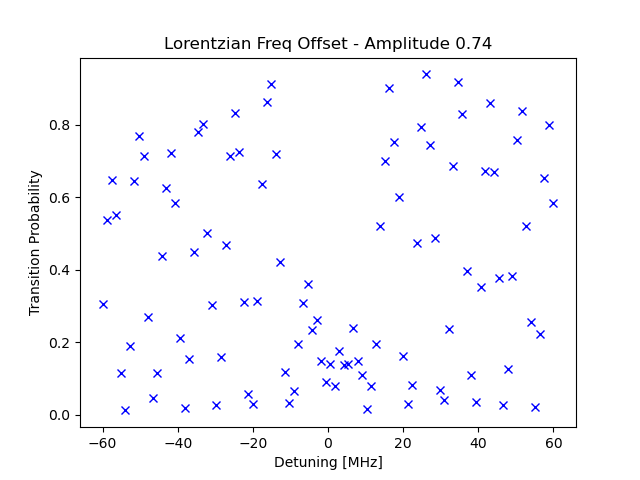 Lorentzian Freq Offset - Amplitude 0.74
Transition Probability
0.8
0.6
0.4
0.2
0.0
−60 −40 −20 0 20 40 60
Detuning [MHz]